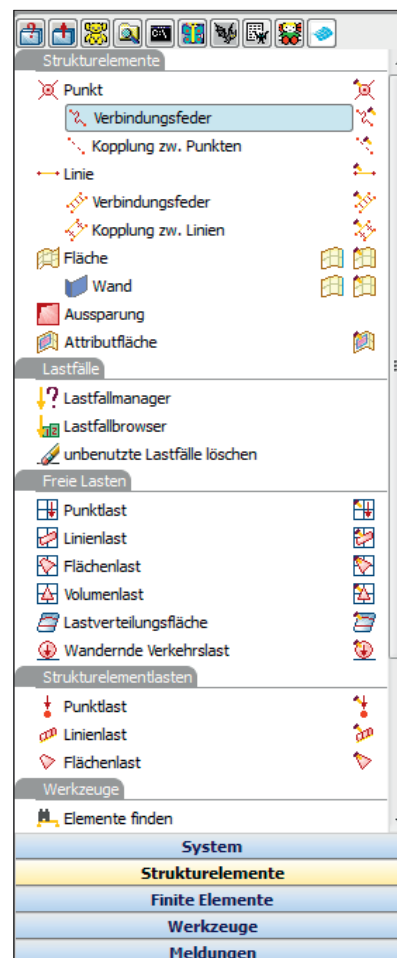 Strukturelemente
Punkt
Verbindungsfeder
Kopplung zw. Punkten
Linie
Verbindungsfeder
Kopplung zw. Linien
Fläche
Wand
Aussparung
Attributfläche
Lastfälle
Lastfallmanager
Lastfallbrowser
unbenutzte Lastfälle löschen
Freie Lasten
Punktlast
Linienlast
Flächenlast
Volumenlast
Lastverteilungsfläche
Wandernde Verkehrslast
Strukturelementlasten
Punktlast
Linienlast
Flächenlast
Werkzeuge
Elemente finden
System
Strukturelemente
Finite Elemente
Werkzeuge
Meldungen